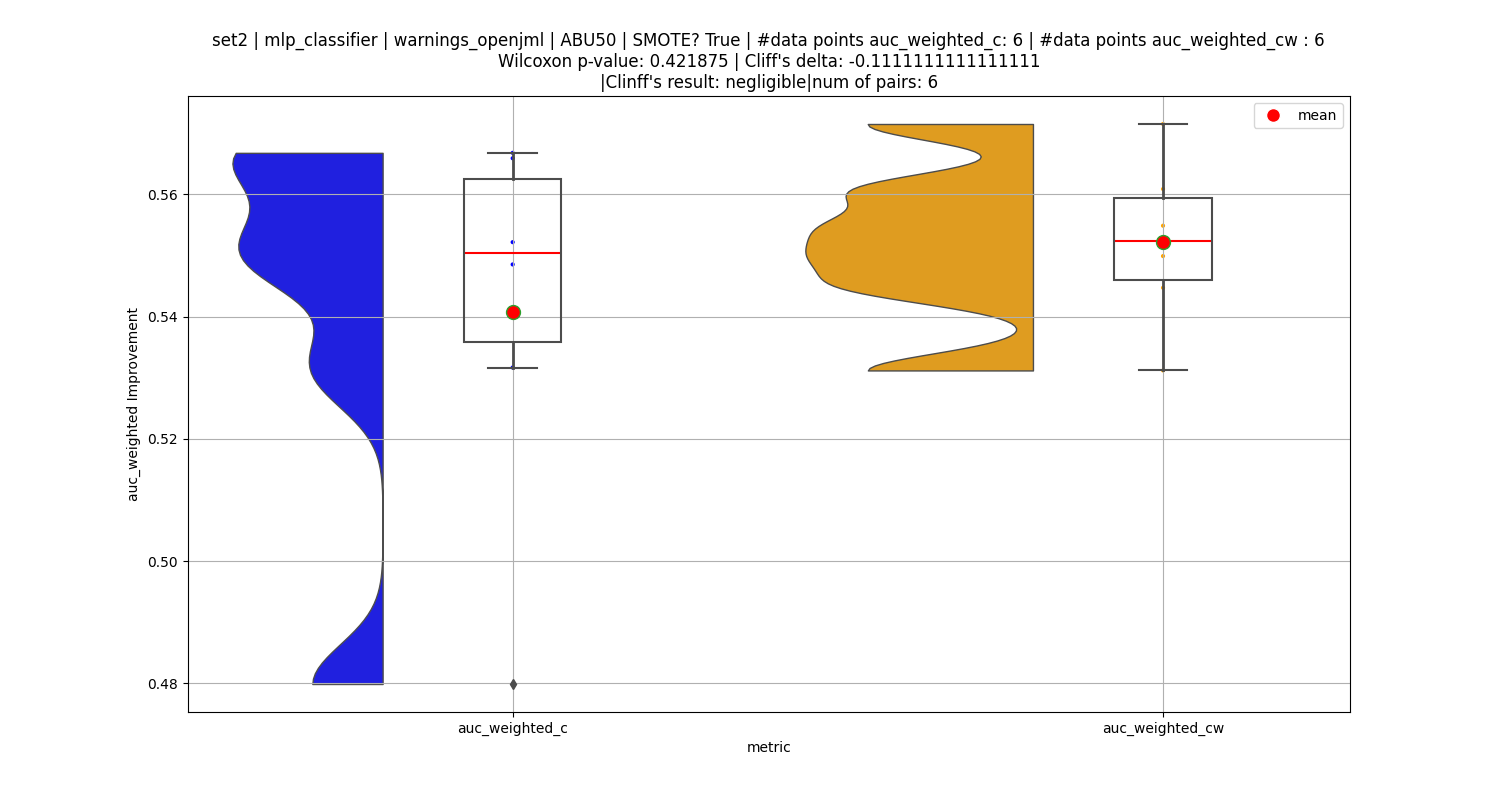 set2 | mlp_classifier | warnings_openjml | ABU50 | SMOTE? True | #data points auc_weighted_c: 6 | #data points auc_weighted_cw : 6
Wilcoxon p-value: 0.421875 | Cliff's delta: -0.1111111111111111
|Clinff's result: negligible|num of pairs: 6
mean
0.56
0.54
0.52
0.50
0.48
auc_weighted Improvement
auc_weighted_c
auc_weighted_cw
metric